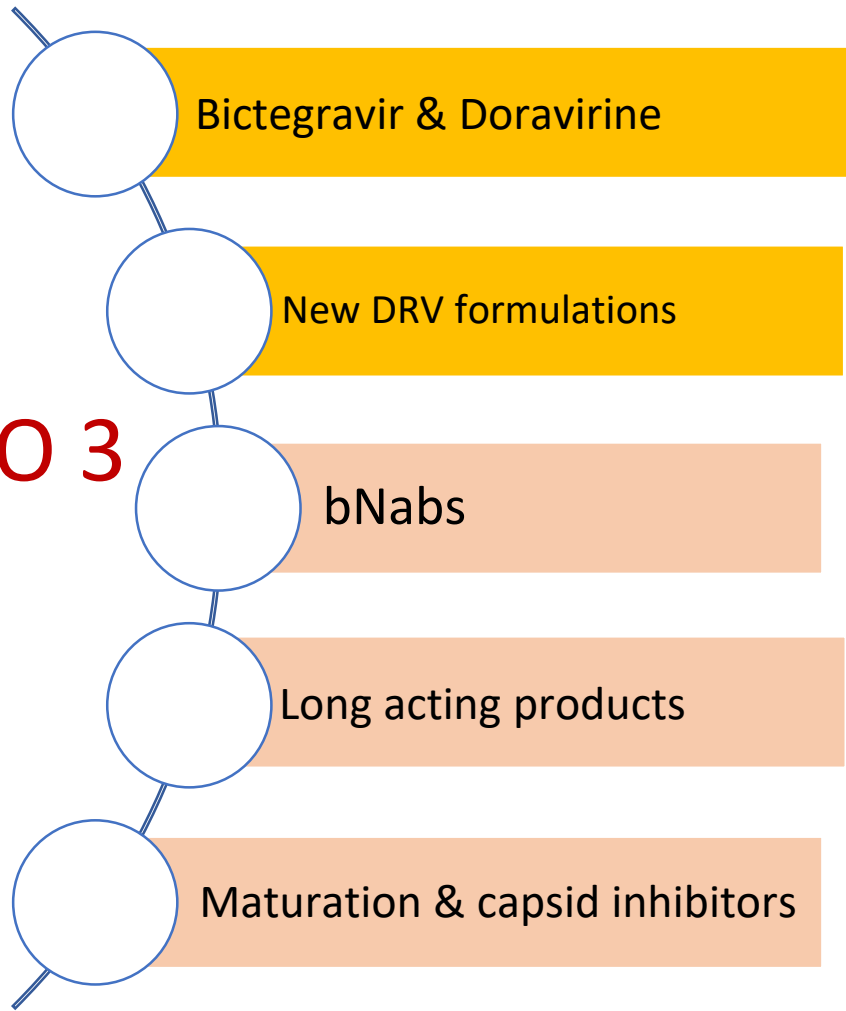 Bictegravir & Doravirine
New DRV formulations
O 3
bNabs
Long acting products
Maturation & capsid inhibitors